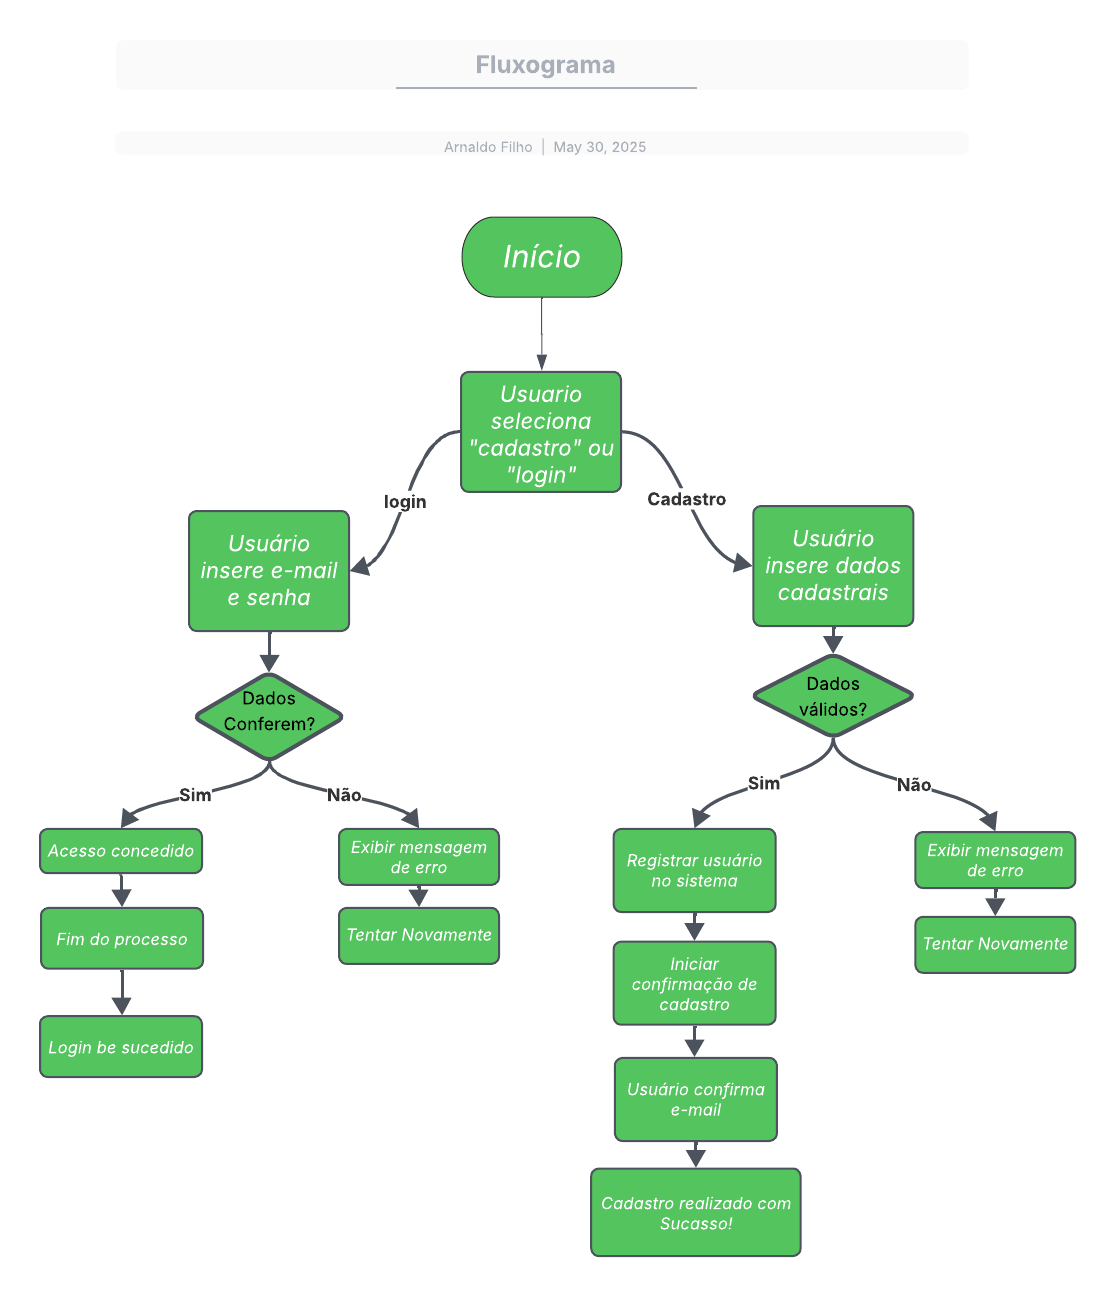 Fluxograma
Arnaldo Filho | May 30, 2025
Início
Usuario
seleciona
"cadastro" ou
"login"
login
Cadastro
Usuário
insere e-mail
e senha
Usuário
insere dados
cadastrais
Dados
Conferem?
Dados
válidos?
Sim
Não
Sim
Não
Acesso concedido
Fim do processo
Login be sucedido
Exibir mensagem
de erro
Tentar Novamente
Registrar usuário
no sistema
Iniciar
confirmação de
cadastro
Usuário confirma
e-mail
Cadastro realizado com
Sucasso!
Exibir mensagem
de erro
Tentar Novamente